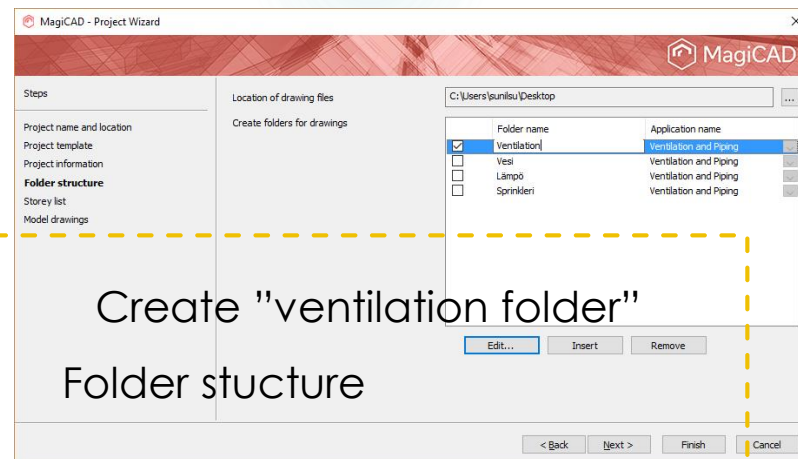 MagiCAD - Project Wizard
MagiCAD
Steps
Project name and location
Project template
Project information
Folder structure
Storey list
Model drawings
Location of drawing files
C:\Users\sunilsu\Desktop
...
Create folders for drawings
Folder name Application name
Ventilation Ventilation and Piping
Vesi Ventilation and Piping
Lämpö Ventilation and Piping
Sprinkleri Ventilation and Piping
Create ”ventilation folder”
Edit... Insert Remove
Folder stucture
< Back Next > Finish Cancel